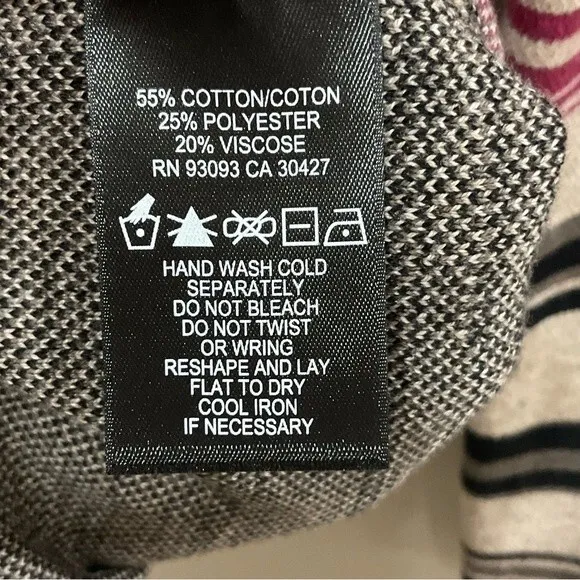 55% COTTON/COTON
25% POLYESTER
20% VISCOSE
RN 93093 CA 30427
HAND WASH COLD
SEPARATELY
DO NOT BLEACH
DO NOT TWIST
OR WRING
RESHAPE AND LAY
FLAT TO DRY
COOL IRON
IF NECESSARY